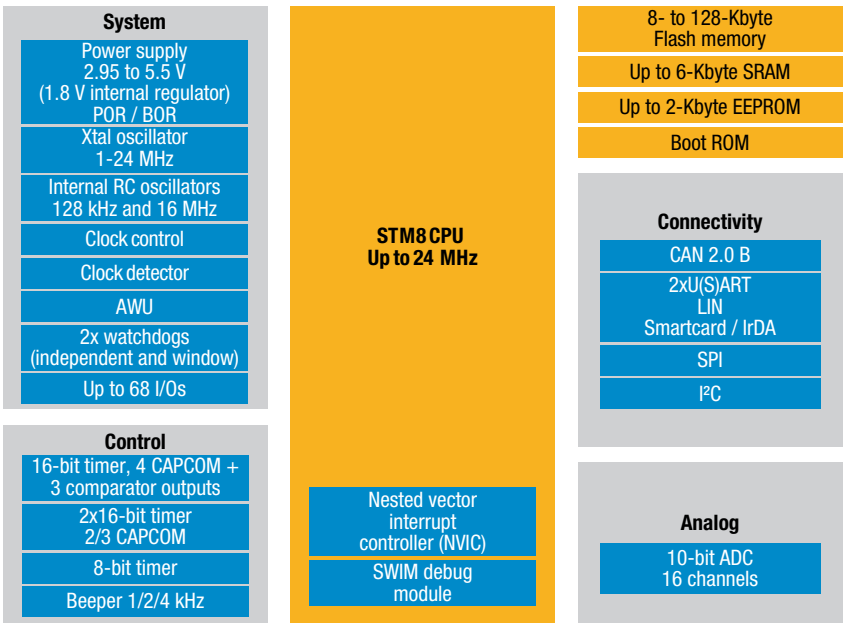 System
Power supply
2.95 to 5.5 V
(1.8 V internal regulator)
POR / BOR
Xtal oscillator
1-24 MHz
Internal RC oscillators
128 kHz and 16 MHz
Clock control
Clock detector
AWU
2x watchdogs
(independent and window)
Up to 68 I/Os
Control
16-bit timer, 4 CAPCOM +
3 comparator outputs
2x16-bit timer
2/3 CAPCOM
8-bit timer
Beeper 1/2/4 kHz
STM8 CPU
Up to 24 MHz
Nested vector
interrupt
controller (NVIC)
SWIM debug
module
8- to 128-Kbyte
Flash memory
Up to 6-Kbyte SRAM
Up to 2-Kbyte EEPROM
Boot ROM
Connectivity
CAN 2.0 B
2xU(S)ART
LIN
Smartcard / IrDA
SPI
I²C
Analog
10-bit ADC
16 channels